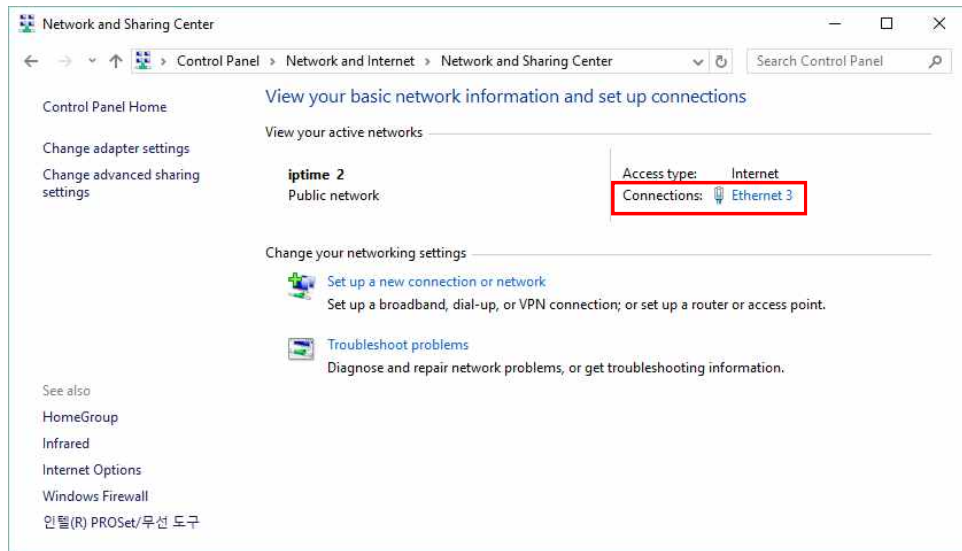 Network and Sharing Center
Control Panel > Network and Internet > Network and Sharing Center
Search Control Panel
Control Panel Home
Change adapter settings
Change advanced sharing
settings
View your basic network information and set up connections
View your active networks
iptime 2
Public network
Access type: Internet
Connections: Ethernet 3
Change your networking settings
Set up a new connection or network
Set up a broadband, dial-up, or VPN connection; or set up a router or access point.
Troubleshoot problems
Diagnose and repair network problems, or get troubleshooting information.
See also
HomeGroup
Infrared
Internet Options
Windows Firewall
인텔(R) PROSet/무선 도구